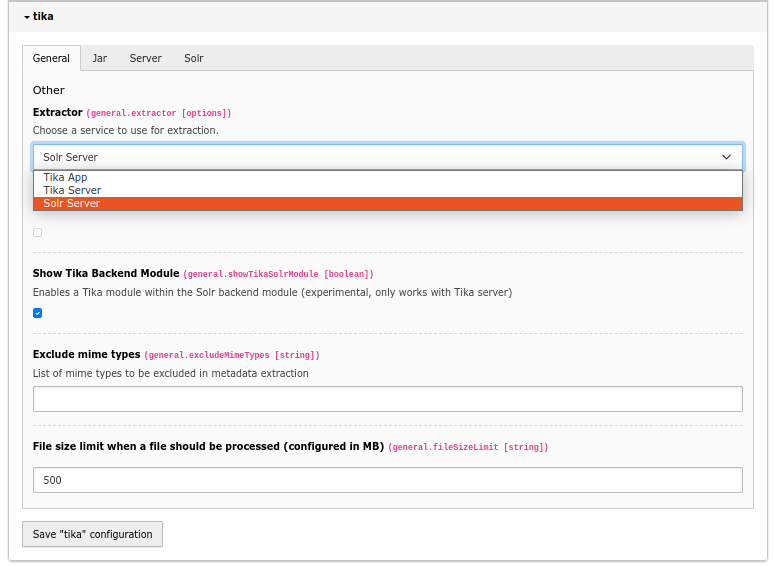 tika
General Jar Server Solr
Other
Extractor (general.extractor [options])
Choose a service to use for extraction.
Solr Server
Tika App
Tika Server
Solr Server
Show Tika Backend Module (general.showTikaSolrModule [boolean])
Enables a Tika module within the Solr backend module (experimental, only works with Tika server)
Exclude mime types (general.excludeMimeTypes [string])
List of mime types to be excluded in metadata extraction
File size limit when a file should be processed (configured in MB) (general.fileSizeLimit [string])
500
Save "tika" configuration